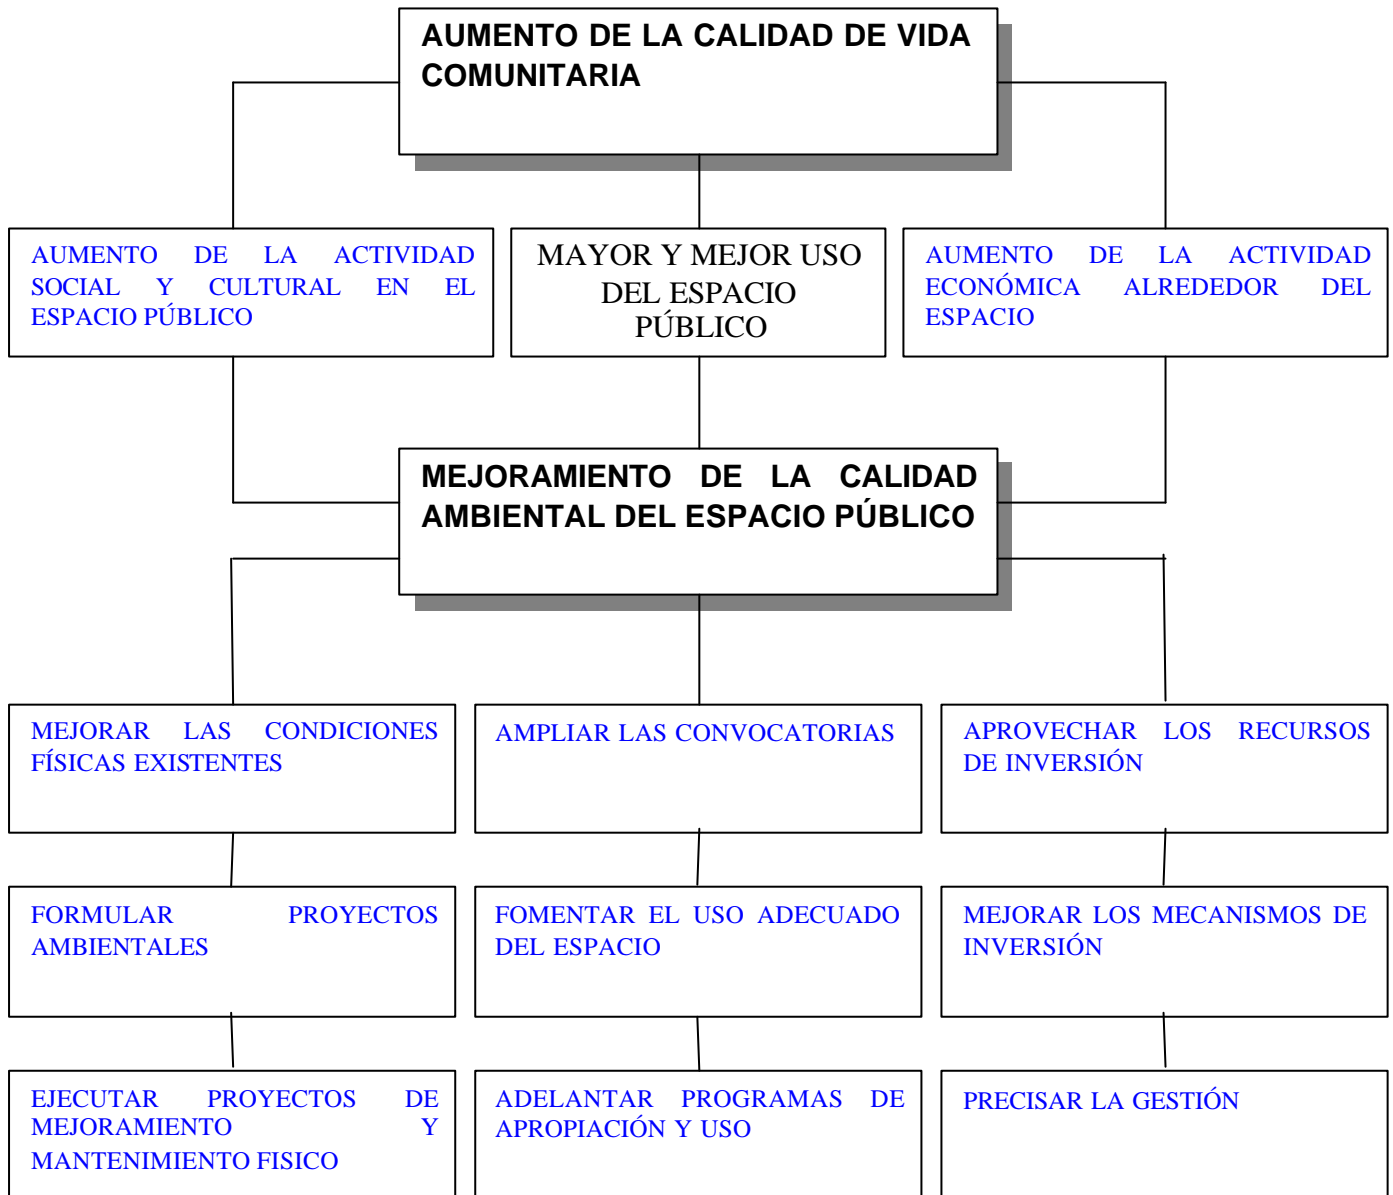 AUMENTO DE LA CALIDAD DE VIDA
COMUNITARIA
AUMENTO DE LA ACTIVIDAD
SOCIAL Y CULTURAL EN EL
ESPACIO PÚBLICO
MAYOR Y MEJOR USO
DEL ESPACIO
PÚBLICO
AUMENTO DE LA ACTIVIDAD
ECONÓMICA ALREDEDOR DEL
ESPACIO
MEJORAMIENTO DE LA CALIDAD
AMBIENTAL DEL ESPACIO PÚBLICO
MEJORAR LAS CONDICIONES
FÍSICAS EXISTENTES
AMPLIAR LAS CONVOCATORIAS
APROVECHAR LOS RECURSOS
DE INVERSIÓN
FORMULAR PROYECTOS
AMBIENTALES
FOMENTAR EL USO ADECUADO
DEL ESPACIO
MEJORAR LOS MECANISMOS DE
INVERSIÓN
EJECUTAR PROYECTOS DE
MEJORAMIENTO Y
MANTENIMIENTO FISICO
ADELANTAR PROGRAMAS DE
APROPIACIÓN Y USO
PRECISAR LA GESTIÓN